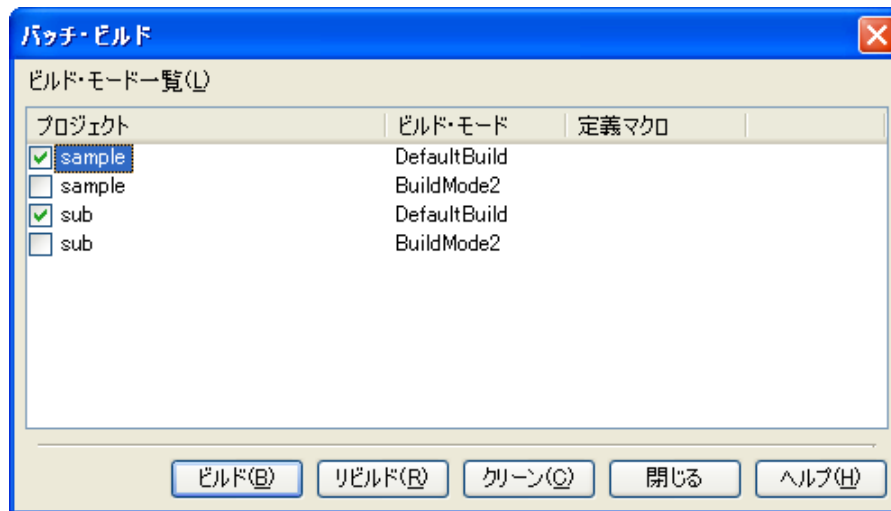 バッチ・ビルド
ビルド・モード一覧(L)
プロジェクト ビルド・モード 定義マクロ
sample DefaultBuild
sample BuildMode2
sub DefaultBuild
sub BuildMode2
ビルド(B) リビルド(R) クリーン(C) 閉じる ヘルプ(H)